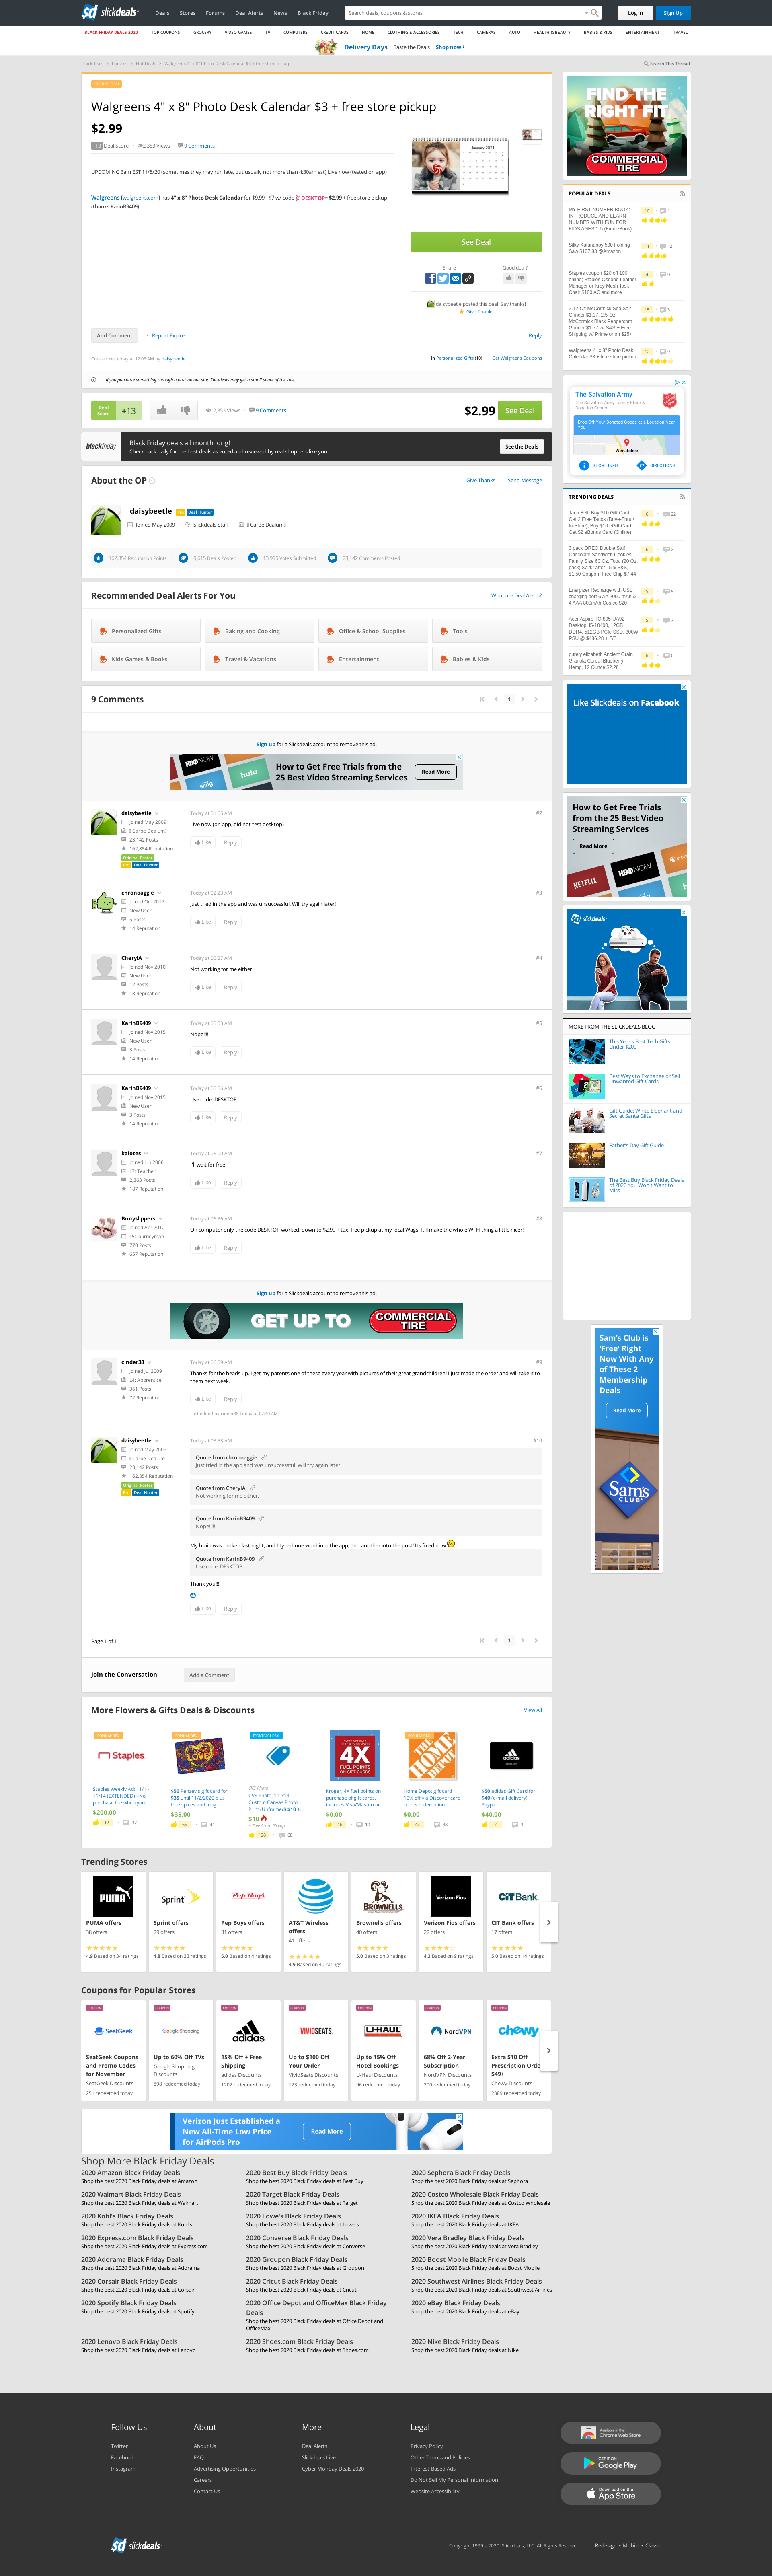 slickdeals
Deals Stores Forums Deal Alerts News Black Friday
Search deals, coupons & stores
Log In Sign Up
BLACK FRIDAY DEALS 2020 TOP COUPONS GROCERY VIDEO GAMES TV COMPUTERS CREDIT CARDS HOME CLOTHING & ACCESSORIES TECH CAMERAS AUTO HEALTH & BEAUTY BABIES & KIDS ENTERTAINMENT TRAVEL
Delivery Days Taste the Deals Shop now
Slickdeals Forums Hot Deals Walgreens 4" x 8" Photo Desk Calendar $3 + free store pickup
Search This Thread
Walgreens 4" x 8" Photo Desk Calendar $3 + free store pickup
$2.99
+13 Deal Score 2,353 Views 9 Comments
UPCOMING 3am EST 11/8/20 (sometimes they may run late, but usually not more than 4:30am est!) Live now (tested on app)
Walgreens [walgreens.com] has 4" x 8" Photo Desk Calendar for $9.99 - $7 w/ code DESKTOP= $2.99 + free store pickup
(thanks KarinB9409)
January 2021
See Deal
Share Good deal?
daisybeetle posted this deal. Say thanks!
Give Thanks
Add Comment Report Expired Reply
Created Yesterday at 12:05 AM by daisybeetle
in Personalized Gifts (10) Get Walgreens Coupons
If you purchase something through a post on our site, Slickdeals may get a small share of the sale.
Deal Score +13
2,353 Views 9 Comments
$2.99 See Deal
blackfriday
Black Friday deals all month long!
Check back daily for the best deals as voted and reviewed by real shoppers like you.
See the Deals
About the OP
Give Thanks Send Message
daisybeetle Pro Deal Hunter
Joined May 2009 Slickdeals Staff ! Carpe Dealum!
162,854 Reputation Points 9,615 Deals Posted 13,995 Votes Submitted 23,142 Comments Posted
Recommended Deal Alerts For You
What are Deal Alerts?
Personalized Gifts Baking and Cooking Office & School Supplies Tools
Kids Games & Books Travel & Vacations Entertainment Babies & Kids
9 Comments
1
Sign up for a Slickdeals account to remove this ad.
How to Get Free Trials from the
25 Best Video Streaming Services
Read More
daisybeetle
Joined May 2009
! Carpe Dealum!
23,142 Posts
162,854 Reputation
Original Poster
Pro Deal Hunter
Today at 01:05 AM #2
Live now (on app, did not test desktop)
Like Reply
chronoaggie
Joined Oct 2017
New User
5 Posts
14 Reputation
Today at 02:23 AM #3
Just tried in the app and was unsuccessful. Will try again later!
Like Reply
CherylA
Joined Nov 2010
New User
12 Posts
18 Reputation
Today at 05:27 AM #4
Not working for me either.
Like Reply
KarinB9409
Joined Nov 2015
New User
3 Posts
14 Reputation
Today at 05:53 AM #5
Nope!!!!!
Like Reply
KarinB9409
Joined Nov 2015
New User
3 Posts
14 Reputation
Today at 05:56 AM #6
Use code: DESKTOP
Like Reply
kaiotes
Joined Jun 2006
L7: Teacher
2,363 Posts
187 Reputation
Today at 06:00 AM #7
I'll wait for free
Like Reply
Bnnyslippers
Joined Apr 2012
L5: Journeyman
770 Posts
657 Reputation
Today at 06:36 AM #8
On computer only the code DESKTOP worked, down to $2.99 + tax, free pickup at my local Wags. It'll make the whole WFH thing a little nicer!
Like Reply
Sign up for a Slickdeals account to remove this ad.
GET UP TO COMMERCIAL TIRE
cinder38
Joined Jul 2009
L4: Apprentice
361 Posts
72 Reputation
Today at 06:59 AM #9
Thanks for the heads up. I get my parents one of these every year with pictures of their great grandchildren! I just made the order and will take it to
them next week.
Like Reply
Last edited by cinder38 Today at 07:40 AM
daisybeetle
Joined May 2009
! Carpe Dealum!
23,142 Posts
162,854 Reputation
Original Poster
Pro Deal Hunter
Today at 08:53 AM #10
Quote from chronoaggie
Just tried in the app and was unsuccessful. Will try again later!
Quote from CherylA
Not working for me either.
Quote from KarinB9409
Nope!!!!!
My brain was broken last night, and I typed one word into the app, and another into the post! Its fixed now
Quote from KarinB9409
Use code: DESKTOP
Thank you!!!
Like Reply
Page 1 of 1
1
Join the Conversation Add a Comment
More Flowers & Gifts Deals & Discounts
View All
Staples
Staples Weekly Ad: 11/1 -
11/14 (EXTENDED) - No
purchase fee when you...
$200.00
12 37
$50 Penzey's gift card for
$35 until 11/2/2020 plus
free spices and mug
$35.00
65 41
CVS Photo
CVS Photo: 11"x14"
Custom Canvas Photo
Print (Unframed) $10 +...
$10
+ Free Store Pickup
128 68
4X FUEL POINTS ON GIFT CARDS
Kroger, 4X fuel points on
purchase of gift cards,
includes Visa/Mastercar...
$0.00
16 10
Home Depot gift card
10% off via Discover card
points redemption
$0.00
44 38
adidas
$50 adidas Gift Card for
$40 (e-mail delivery),
Paypal
$40.00
7 3
Trending Stores
PUMA offers
38 offers
4.9 Based on 34 ratings
Sprint offers
29 offers
4.8 Based on 33 ratings
Pep Boys offers
31 offers
5.0 Based on 4 ratings
AT&T Wireless offers
41 offers
4.9 Based on 45 ratings
Brownells offers
40 offers
5.0 Based on 3 ratings
Verizon Fios offers
22 offers
4.3 Based on 9 ratings
CIT Bank offers
17 offers
5.0 Based on 14 ratings
Coupons for Popular Stores
COUPON
SeatGeek Coupons
and Promo Codes
for November
SeatGeek Discounts
251 redeemed today
COUPON
Up to 60% Off TVs
Google Shopping
Discounts
898 redeemed today
COUPON
15% Off + Free
Shipping
adidas Discounts
1202 redeemed today
COUPON
Up to $100 Off
Your Order
VividSeats Discounts
123 redeemed today
COUPON
Up to 15% Off
Hotel Bookings
U-Haul Discounts
96 redeemed today
COUPON
68% Off 2-Year
Subscription
NordVPN Discounts
200 redeemed today
COUPON
Extra $10 Off
Prescription Orde
$49+
Chewy Discounts
2389 redeemed today
Verizon Just Established a
New All-Time Low Price
for AirPods Pro
Read More
Shop More Black Friday Deals
2020 Amazon Black Friday Deals
Shop the best 2020 Black Friday deals at Amazon
2020 Best Buy Black Friday Deals
Shop the best 2020 Black Friday deals at Best Buy
2020 Sephora Black Friday Deals
Shop the best 2020 Black Friday deals at Sephora
2020 Walmart Black Friday Deals
Shop the best 2020 Black Friday deals at Walmart
2020 Target Black Friday Deals
Shop the best 2020 Black Friday deals at Target
2020 Costco Wholesale Black Friday Deals
Shop the best 2020 Black Friday deals at Costco Wholesale
2020 Kohl's Black Friday Deals
Shop the best 2020 Black Friday deals at Kohl's
2020 Lowe's Black Friday Deals
Shop the best 2020 Black Friday deals at Lowe's
2020 IKEA Black Friday Deals
Shop the best 2020 Black Friday deals at IKEA
2020 Express.com Black Friday Deals
Shop the best 2020 Black Friday deals at Express.com
2020 Converse Black Friday Deals
Shop the best 2020 Black Friday deals at Converse
2020 Vera Bradley Black Friday Deals
Shop the best 2020 Black Friday deals at Vera Bradley
2020 Adorama Black Friday Deals
Shop the best 2020 Black Friday deals at Adorama
2020 Groupon Black Friday Deals
Shop the best 2020 Black Friday deals at Groupon
2020 Boost Mobile Black Friday Deals
Shop the best 2020 Black Friday deals at Boost Mobile
2020 Corsair Black Friday Deals
Shop the best 2020 Black Friday deals at Corsair
2020 Cricut Black Friday Deals
Shop the best 2020 Black Friday deals at Cricut
2020 Southwest Airlines Black Friday Deals
Shop the best 2020 Black Friday deals at Southwest Airlines
2020 Spotify Black Friday Deals
Shop the best 2020 Black Friday deals at Spotify
2020 Office Depot and OfficeMax Black Friday
Deals
Shop the best 2020 Black Friday deals at Office Depot and
OfficeMax
2020 eBay Black Friday Deals
Shop the best 2020 Black Friday deals at eBay
2020 Lenovo Black Friday Deals
Shop the best 2020 Black Friday deals at Lenovo
2020 Shoes.com Black Friday Deals
Shop the best 2020 Black Friday deals at Shoes.com
2020 Nike Black Friday Deals
Shop the best 2020 Black Friday deals at Nike
FIND THE
RIGHT FIT
COMMERCIAL TIRE
POPULAR DEALS
MY FIRST NUMBER BOOK:
INTRODUCE AND LEARN
NUMBER WITH FUN FOR
KIDS AGES 1-5 (KindleBook)
10 1
Silky Katanaboy 500 Folding
Saw $107.63 @Amazon
11 12
Staples coupon $20 off 100
online; Staples Osgood Leather
Manager or Kroy Mesh Task
Chair $100 AC and more
4 0
2.12-Oz McCormick Sea Salt
Grinder $1.37, 2.5-Oz
McCormick Black Peppercorn
Grinder $1.77 w/ S&S + Free
Shipping w/ Prime or on $25+
15 3
Walgreens 4" x 8" Photo Desk
Calendar $3 + free store pickup
12 9
The Salvation Army
The Salvation Army Family Store &
Donation Center
Drop Off Your Donated Goods at a Location Near
You
Wenatchee
STORE INFO DIRECTIONS
TRENDING DEALS
Taco Bell: Buy $10 Gift Card,
Get 2 Free Tacos (Drive-Thru /
In-Store); Buy $10 eGift Card,
Get $2 eBonus Card (Online)
6 22
3 pack OREO Double Stuf
Chocolate Sandwich Cookies,
Family Size 60 Oz. Total (20 Oz.
pack) $7.42 after 15% S&S,
$1.50 Coupon, Free Ship $7.44
6 2
Energizer Recharge with USB
charging port 6 AA 2000 mAh &
4 AAA 800mAh Costco $20
5 9
Acer Aspire TC-895-UA92
Desktop: i5-10400, 12GB
DDR4, 512GB PCIe SSD, 300W
PSU @ $488.28 + F/S
5 7
purely elizabeth Ancient Grain
Granola Cereal Blueberry
Hemp, 12 Ounce $2.28
6 0
Like Slickdeals on Facebook
How to Get Free Trials
from the 25 Best Video
Streaming Services
Read More
NETFLIX HBO NOW
slickdeals
MORE FROM THE SLICKDEALS BLOG
This Year's Best Tech Gifts
Under $200
Best Ways to Exchange or Sell
Unwanted Gift Cards
Gift Guide: White Elephant and
Secret Santa Gifts
Father's Day Gift Guide
The Best Buy Black Friday Deals
of 2020 You Won't Want to
Miss
Sam's Club is
'Free' Right
Now With Any
of These 2
Membership
Deals
Read More
Sam's CLUB
Follow Us
Twitter
Facebook
Instagram
About
About Us
FAQ
Advertising Opportunities
Careers
Contact Us
More
Deal Alerts
Slickdeals Live
Cyber Monday Deals 2020
Legal
Privacy Policy
Other Terms and Policies
Interest-Based Ads
Do Not Sell My Personal Information
Website Accessibility
Available in the Chrome Web Store
GET IT ON Google Play
Download on the App Store
slickdeals
Copyright 1999 – 2020. Slickdeals, LLC. All Rights Reserved. Redesign • Mobile • Classic